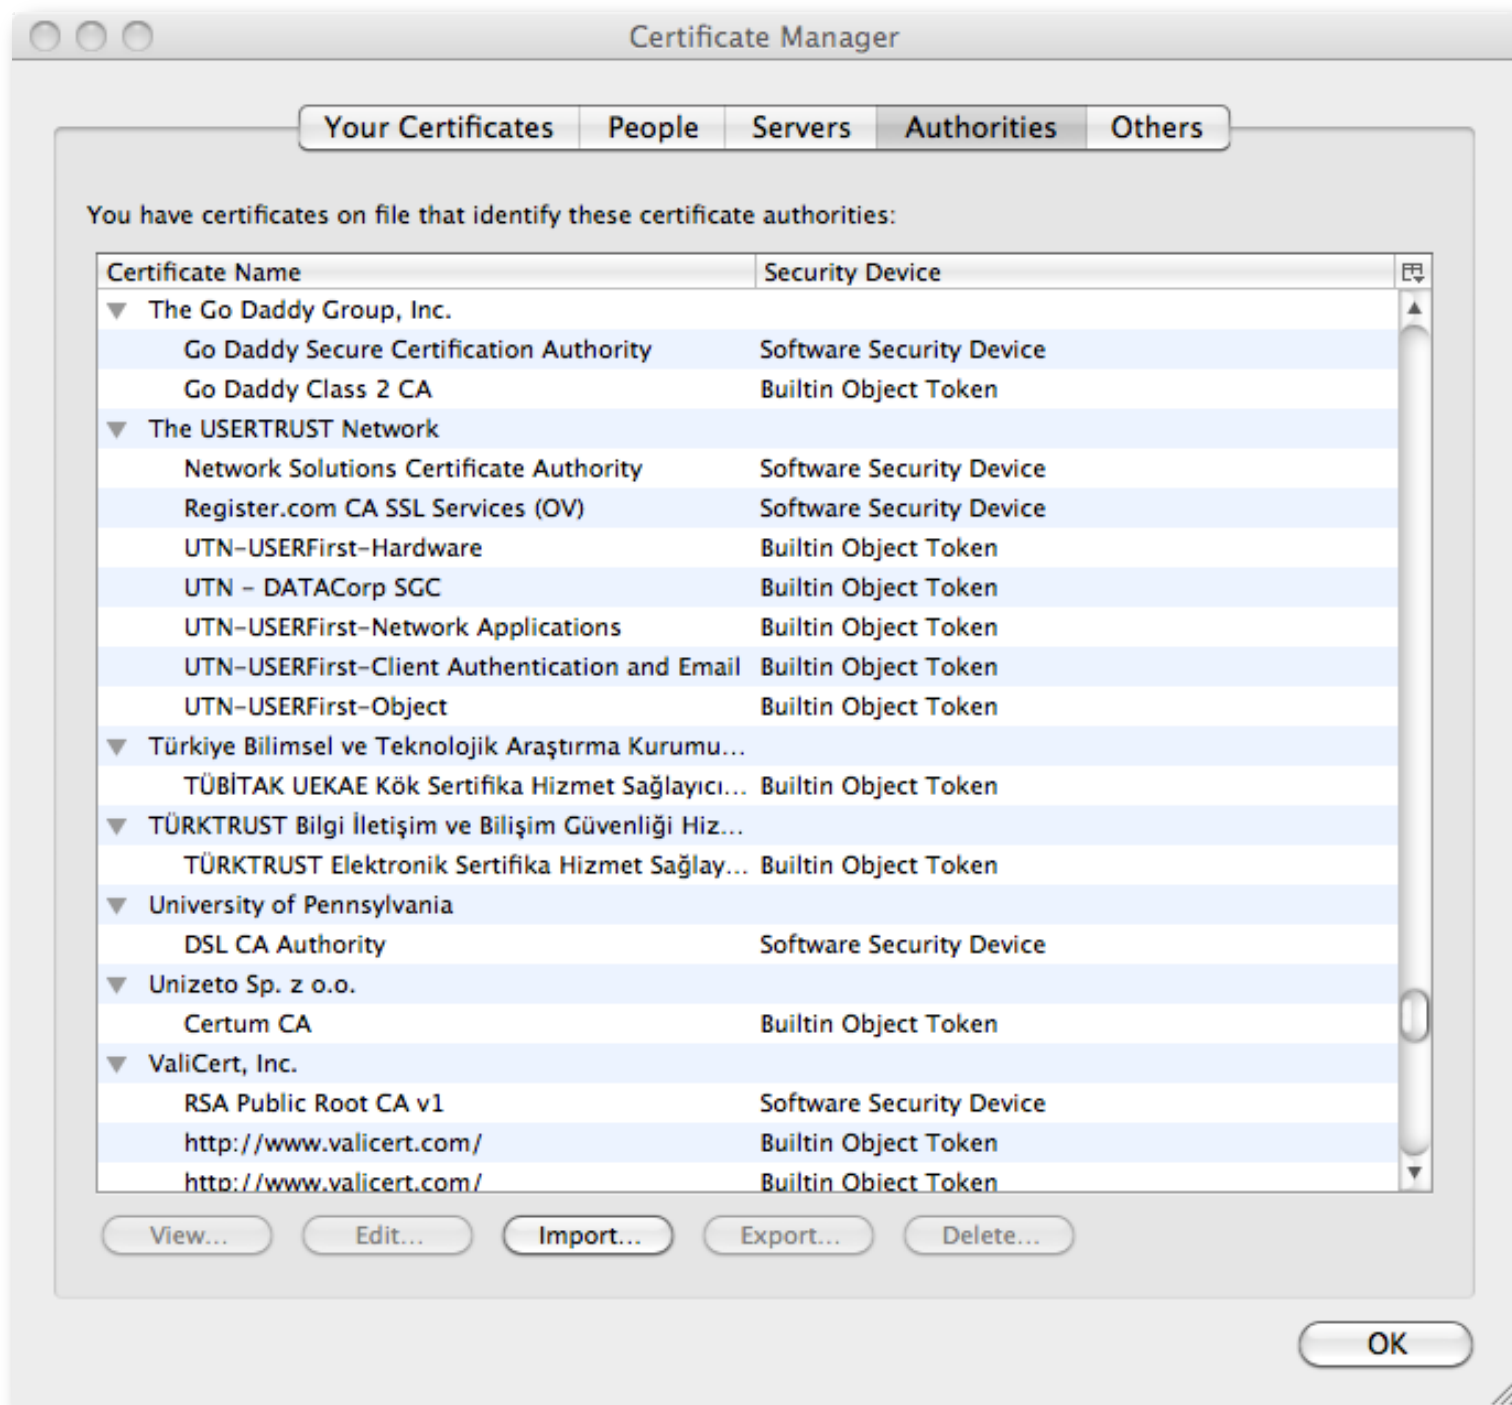 Certificate Manager
Your Certificates People Servers Authorities Others
You have certificates on file that identify these certificate authorities:
Certificate Name Security Device
The Go Daddy Group, Inc.
Go Daddy Secure Certification Authority Software Security Device
Go Daddy Class 2 CA Builtin Object Token
The USERTRUST Network
Network Solutions Certificate Authority Software Security Device
Register.com CA SSL Services (OV) Software Security Device
UTN-USERFirst-Hardware Builtin Object Token
UTN - DATACorp SGC Builtin Object Token
UTN-USERFirst-Network Applications Builtin Object Token
UTN-USERFirst-Client Authentication and Email Builtin Object Token
UTN-USERFirst-Object Builtin Object Token
Türkiye Bilimsel ve Teknolojik Araştırma Kurumu...
TÜBİTAK UEKAE Kök Sertifika Hizmet Sağlayıcı... Builtin Object Token
TÜRKTRUST Bilgi İletişim ve Bilişim Güvenliği Hiz...
TÜRKTRUST Elektronik Sertifika Hizmet Sağlay... Builtin Object Token
University of Pennsylvania
DSL CA Authority Software Security Device
Unizeto Sp. z o.o.
Certum CA Builtin Object Token
ValiCert, Inc.
RSA Public Root CA v1 Software Security Device
http://www.valicert.com/ Builtin Object Token
http://www.valicert.com/ Builtin Object Token
View... Edit... Import... Export... Delete...
OK